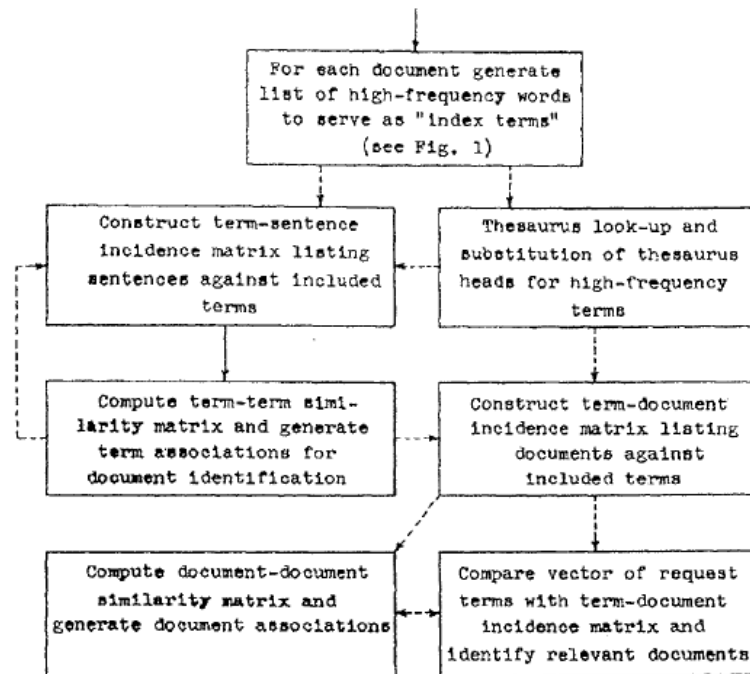 For each document generate
list of high-frequency words
to serve as "index terms"
(see Fig. 1)
Construct term-sentence
incidence matrix listing
sentences against included
terms
Thesaurus look-up and
substitution of thesaurus
heads for high-frequency
terms
Compute term-term simi-
larity matrix and generate
term associations for
document identification
Construct term-document
incidence matrix listing
documents against
included terms
Compute document-document
similarity matrix and
generate document associations
Compare vector of request
terms with term-document
incidence matrix and
identify relevant documents